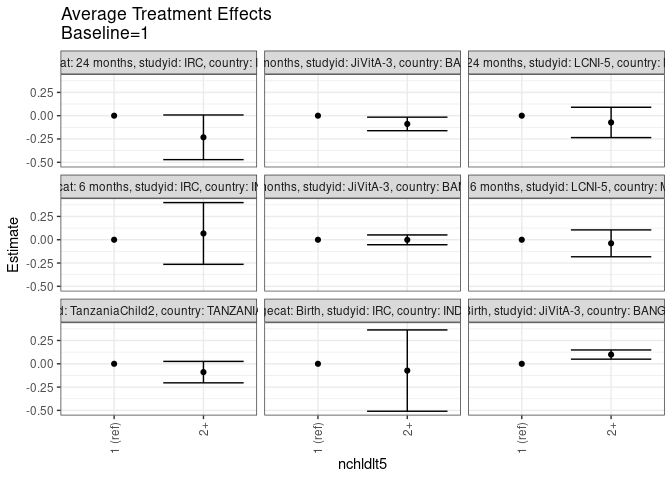 Average Treatment Effects
Baseline=1
at: 24 months, studyid: IRC, country:
months, studyid: JiVitA-3, country: BA
24 months, studyid: LCNI-5, country:
0.25
0.00
-0.25
-0.50
cat: 6 months, studyid: IRC, country: IN
months, studyid: JiVitA-3, country: BAN
6 months, studyid: LCNI-5, country: M
0.25
0.00
-0.25
-0.50
d: TanzaniaChild2, country: TANZANIA
gecat: Birth, studyid: IRC, country: IND
Birth, studyid: JiVitA-3, country: BANG
0.25
0.00
-0.25
-0.50
Estimate
1 (ref)
2+
1 (ref)
2+
1 (ref)
2+
nchldlt5